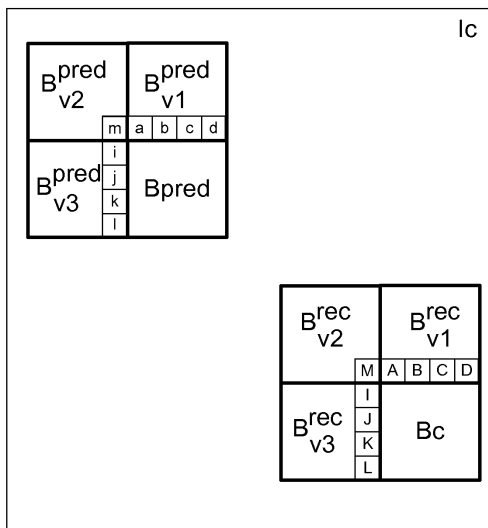 Ic
B pred v2
B pred v1
m a b c d
i
j
k
l
B pred v3
Bpred
B rec v2
B rec v1
M A B C D
I
J
K
L
B rec v3
Bc